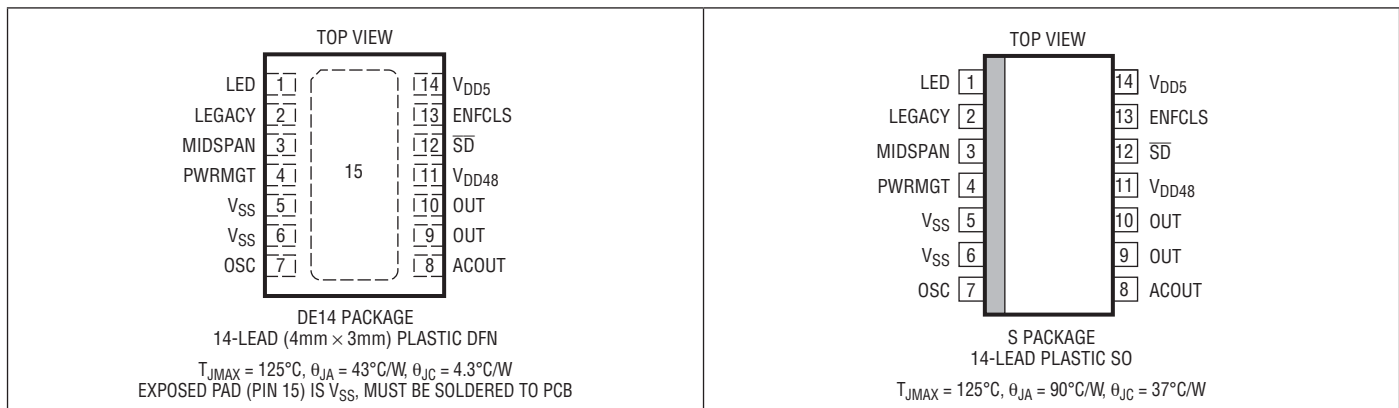 TOP VIEW
LED 1 14 VDD5
LEGACY 2 13 ENFCLS
MIDSPAN 3 12 S̅D̅
PWRMGT 4 15 11 VDD48
VSS 5 10 OUT
VSS 6 9 OUT
OSC 7 8 ACOUT
DE14 PACKAGE
14-LEAD (4mm × 3mm) PLASTIC DFN
TJMAX = 125°C, θJA = 43°C/W, θJC = 4.3°C/W
EXPOSED PAD (PIN 15) IS VSS, MUST BE SOLDERED TO PCB
TOP VIEW
LED 1 14 VDD5
LEGACY 2 13 ENFCLS
MIDSPAN 3 12 S̅D̅
PWRMGT 4 11 VDD48
VSS 5 10 OUT
VSS 6 9 OUT
OSC 7 8 ACOUT
S PACKAGE
14-LEAD PLASTIC SO
TJMAX = 125°C, θJA = 90°C/W, θJC = 37°C/W